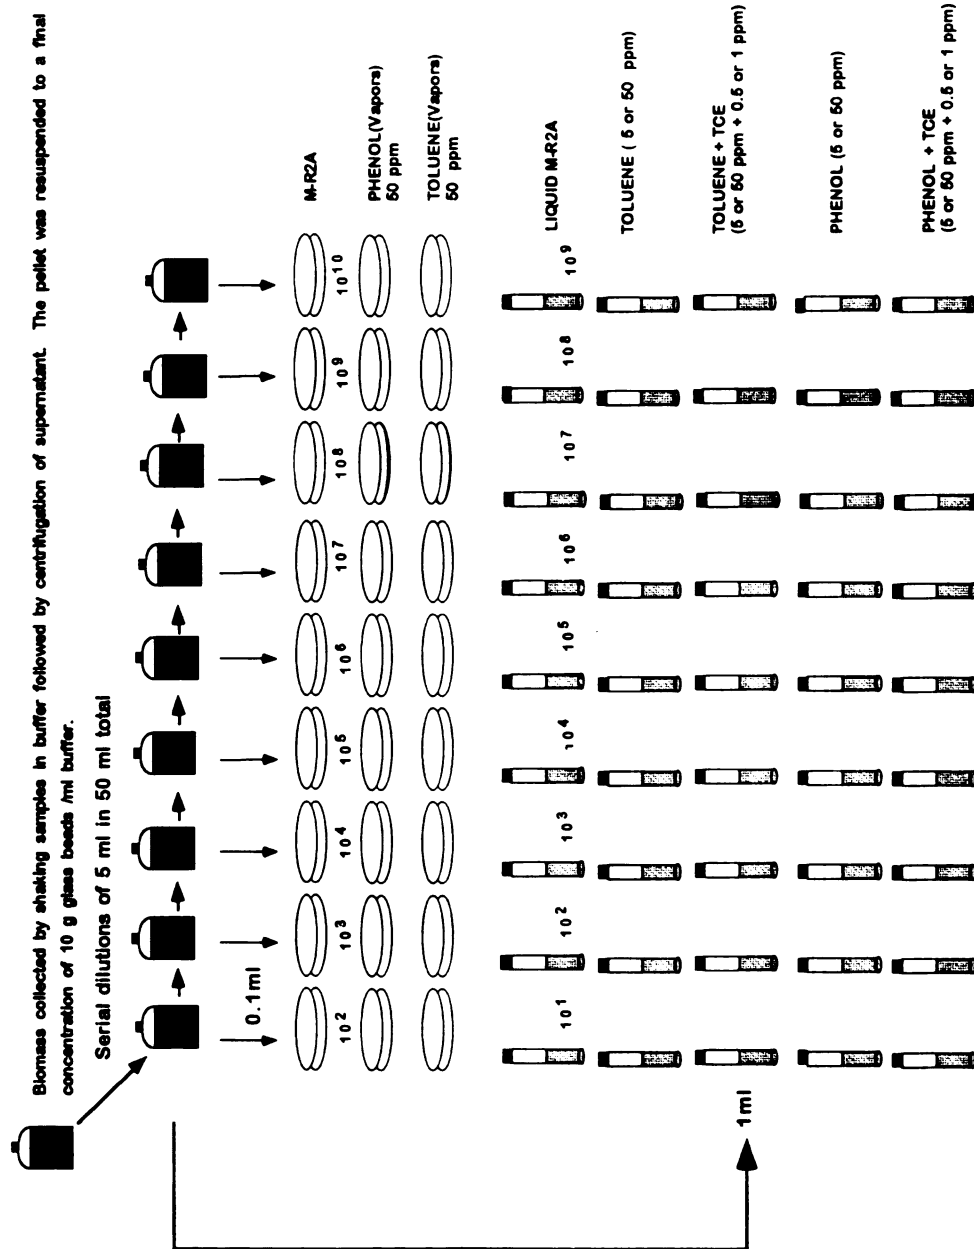 Biomass collected by shaking samples in buffer followed by centrifugation of supernatant. The pellet was resuspended to a final
concentration of 10 g glass beads /ml buffer.
Serial dilutions of 5 ml in 50 ml total
0.1ml
M-R2A
10² 10³ 10⁴ 10⁵ 10⁶ 10⁷ 10⁸ 10⁹ 10¹⁰
PHENOL(Vapors)
50 ppm
TOLUENE(Vapors)
50 ppm
LIQUID M-R2A
10¹ 10² 10³ 10⁴ 10⁵ 10⁶ 10⁷ 10⁸ 10⁹
TOLUENE ( 5 or 50 ppm)
1ml
TOLUENE + TCE
(5 or 50 ppm + 0.5 or 1 ppm)
PHENOL (5 or 50 ppm)
PHENOL + TCE
(5 or 50 ppm + 0.5 or 1 ppm)